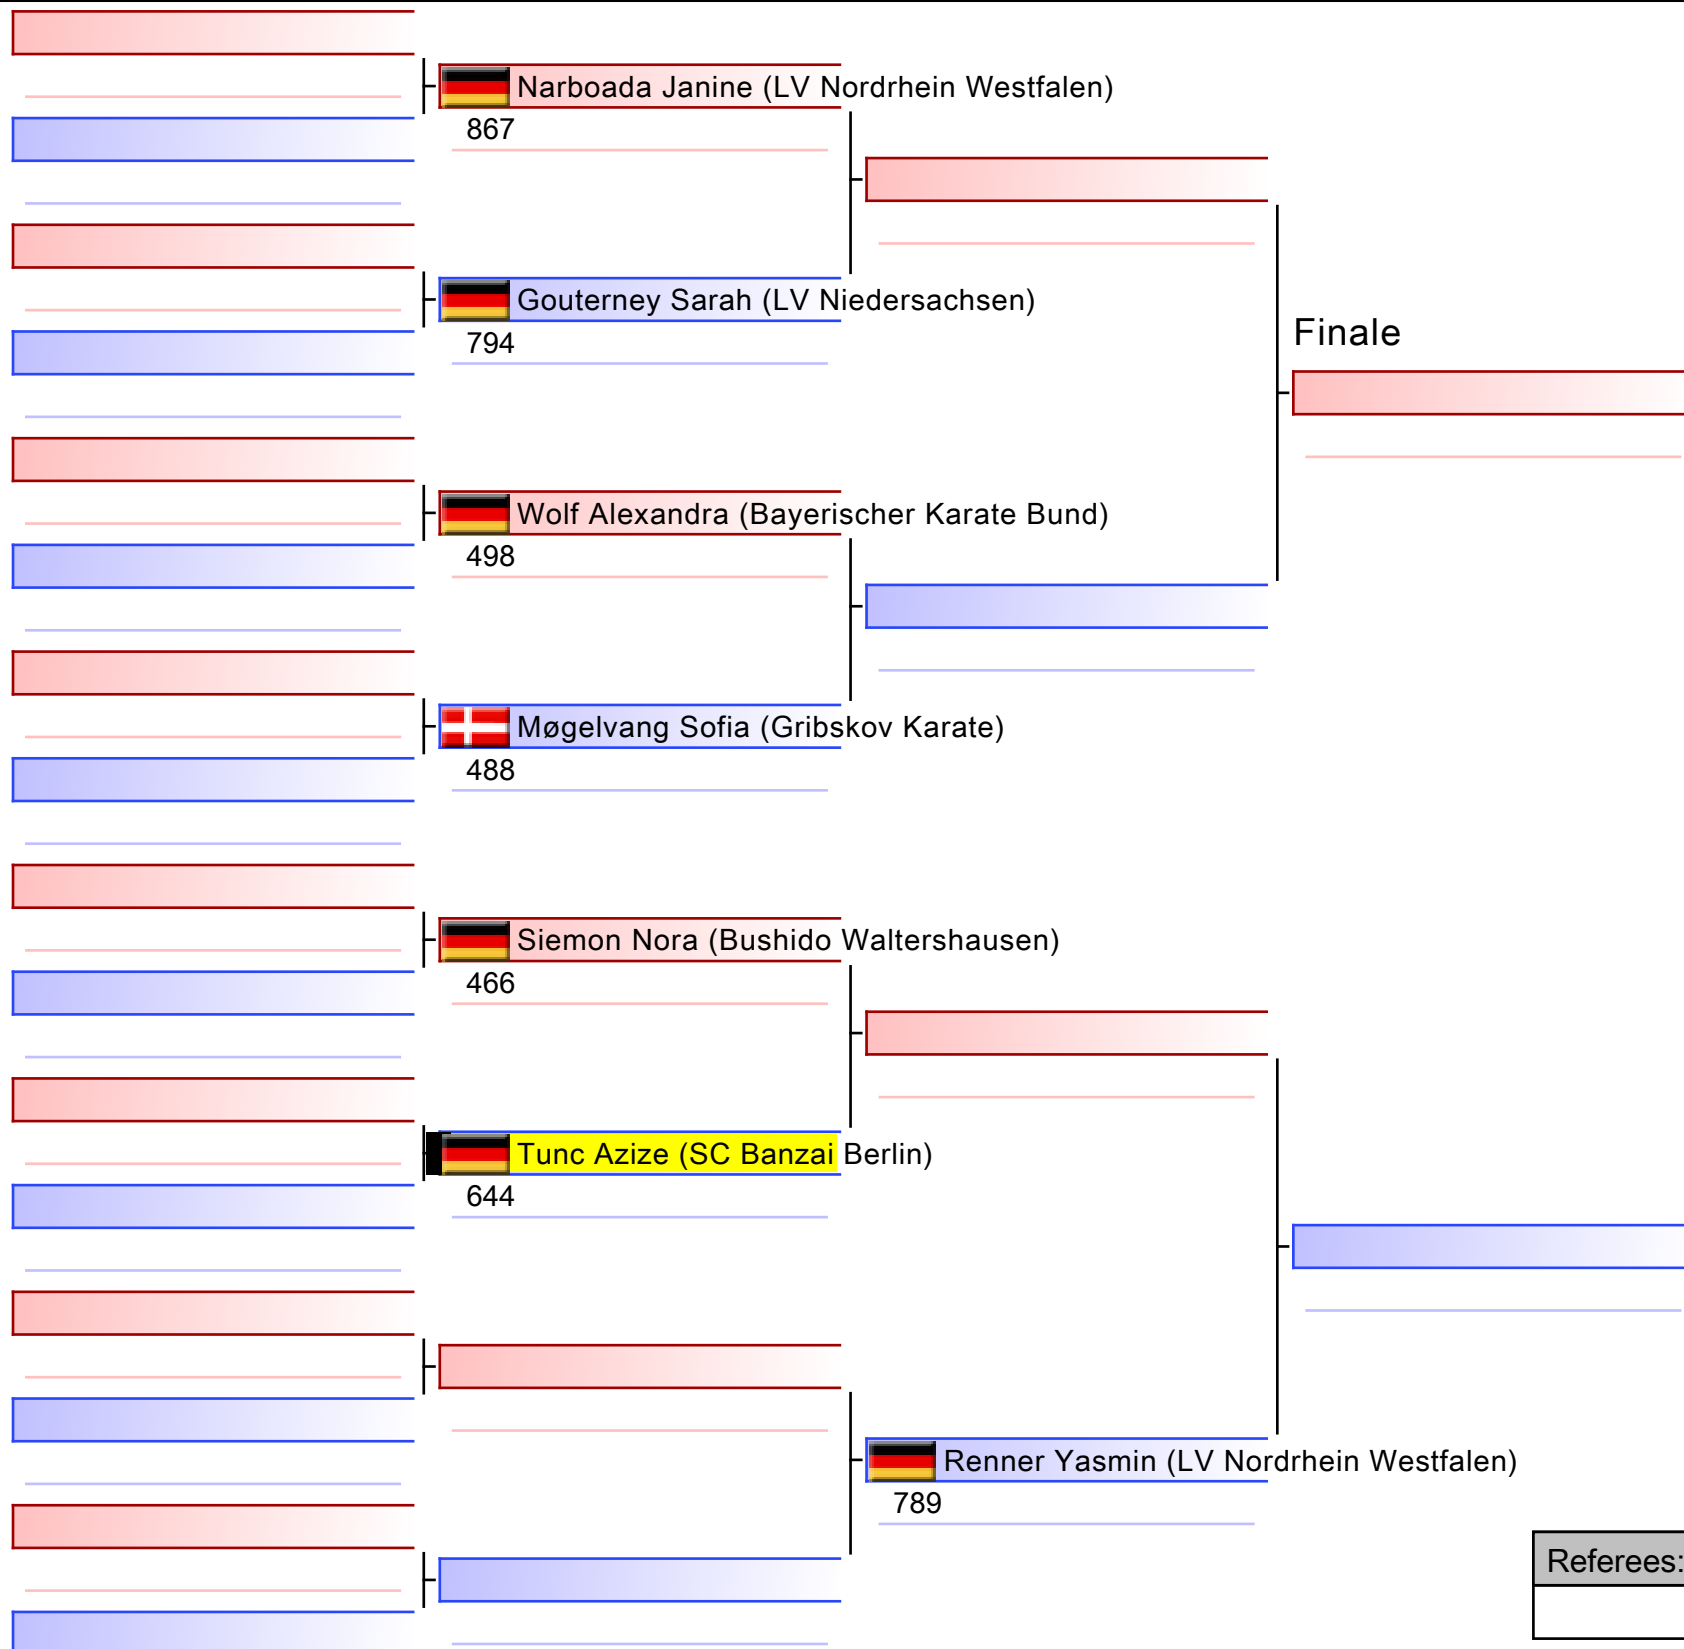 Narboada Janine (LV Nordrhein Westfalen)
867
Gouterney Sarah (LV Niedersachsen)
794
Finale
Wolf Alexandra (Bayerischer Karate Bund)
498
Møgelvang Sofia (Gribskov Karate)
488
Siemon Nora (Bushido Waltershausen)
466
Tunc Azize (SC Banzai Berlin)
644
Renner Yasmin (LV Nordrhein Westfalen)
789
Referees: